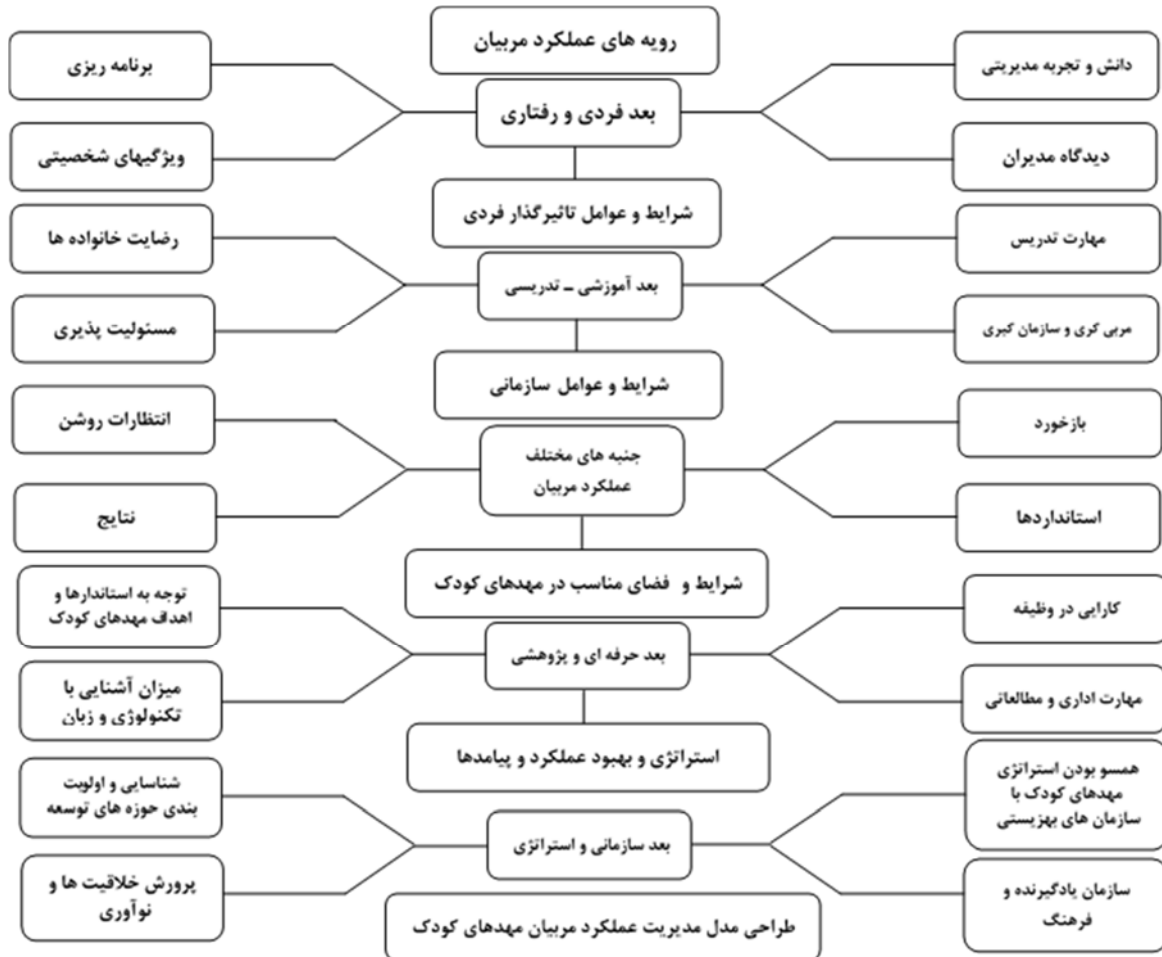 رویه های عملکرد مربیان
دانش و تجربه مدیریتی
برنامه ریزی
بعد فردی و رفتاری
دیدگاه مدیران
ویژگیهای شخصیتی
شرایط و عوامل تاثیرگذار فردی
مهارت تدریس
رضایت خانواده ها
بعد آموزشی ــ تدریسی
مربی کری و سازمان کیری
مسئولیت پذیری
شرایط و عوامل سازمانی
بازخورد
انتظارات روشن
جنبه های مختلف
عملکرد مربیان
استانداردها
نتایج
شرایط و فضای مناسب در مهدهای کودک
کارایی در وظیفه
توجه به استاندارها و
اهداف مهدهای کودک
بعد حرفه ای و پژوهشی
مهارت اداری و مطالعاتی
میزان آشنایی با
تکنولوژی و زبان
استراتژی و بهبود عملکرد و پیامدها
همسو بودن استراتژی
مهدهای کودک با
سازمان های بهزیستی
شناسایی و اولویت
بندی حوزه های توسعه
بعد سازمانی و استراتژی
سازمان یادگیرنده و
فرهنگ
پرورش خلاقیت ها و
نوآوری
طراحی مدل مدیریت عملکرد مربیان مهدهای کودک